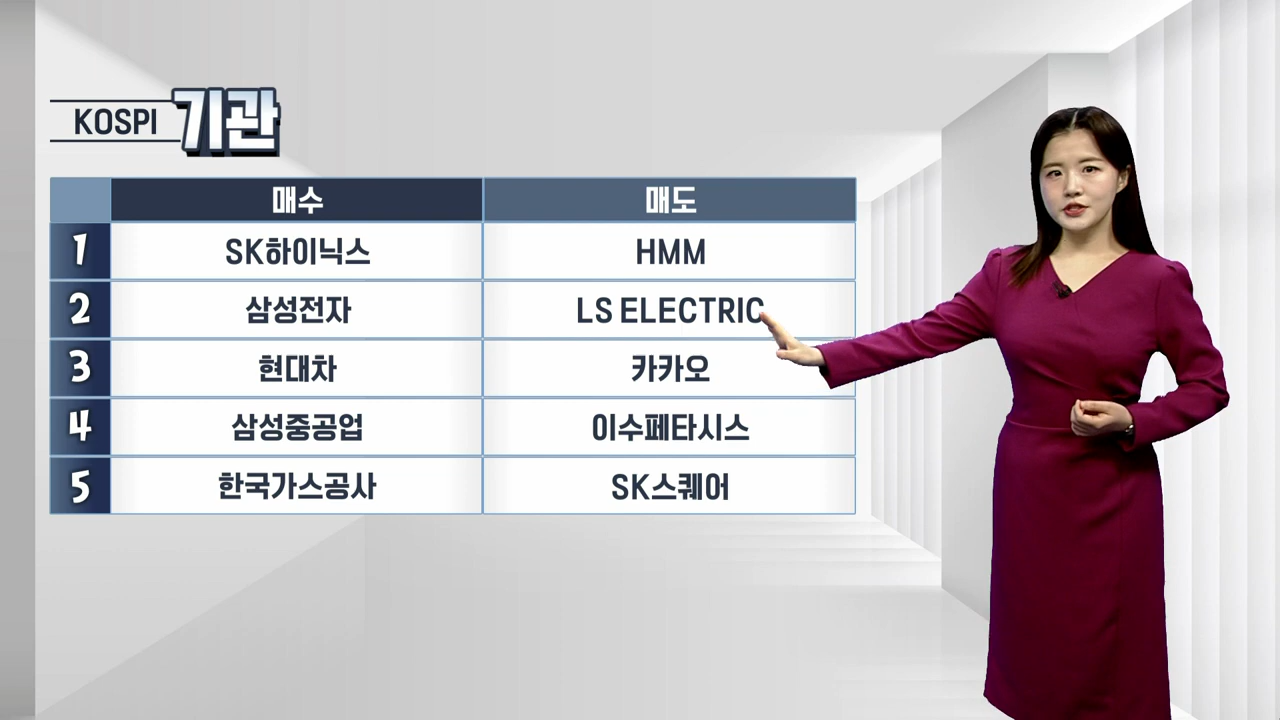 KOSPI 기관
매수 매도
1 SK하이닉스 HMM
2 삼성전자 LS ELECTRIC
3 현대차 카카오
4 삼성중공업 이수페타시스
5 한국가스공사 SK스퀘어